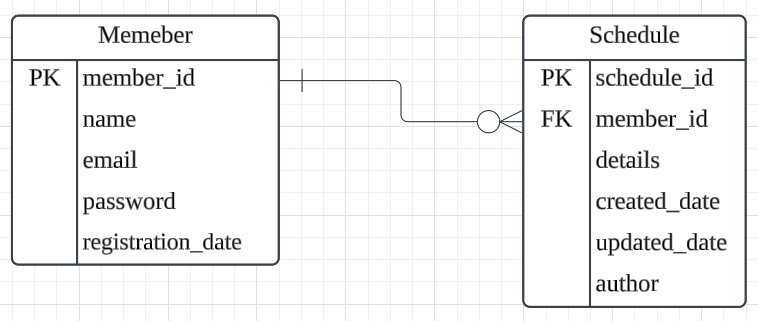 Memeber
PK member_id
name
email
password
registration_date
Schedule
PK schedule_id
FK member_id
details
created_date
updated_date
author